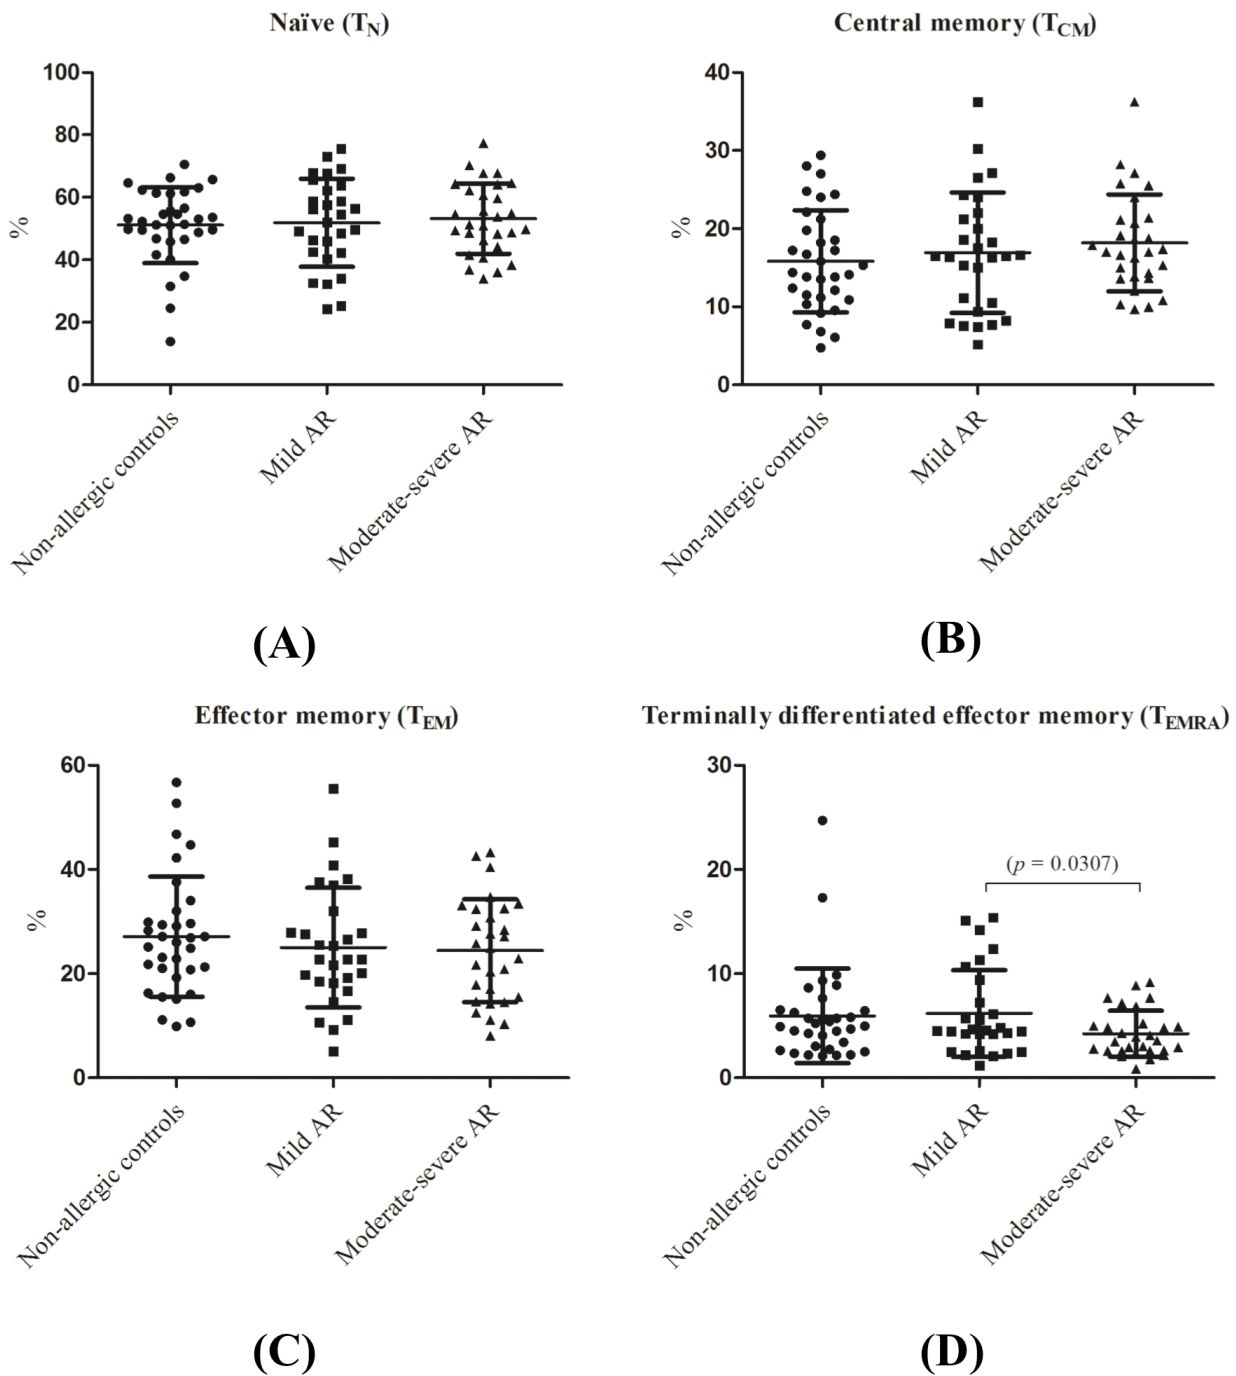 Naïve (TN)
100
80
60
40
20
0
%
Non-allergic controls
Mild AR
Moderate-severe AR
(A)
Central memory (TCM)
40
30
20
10
0
%
Non-allergic controls
Mild AR
Moderate-severe AR
(B)
Effector memory (TEM)
60
40
20
0
%
Non-allergic controls
Mild AR
Moderate-severe AR
(C)
Terminally differentiated effector memory (TEMRA)
30
20
10
0
%
(p = 0.0307)
Non-allergic controls
Mild AR
Moderate-severe AR
(D)